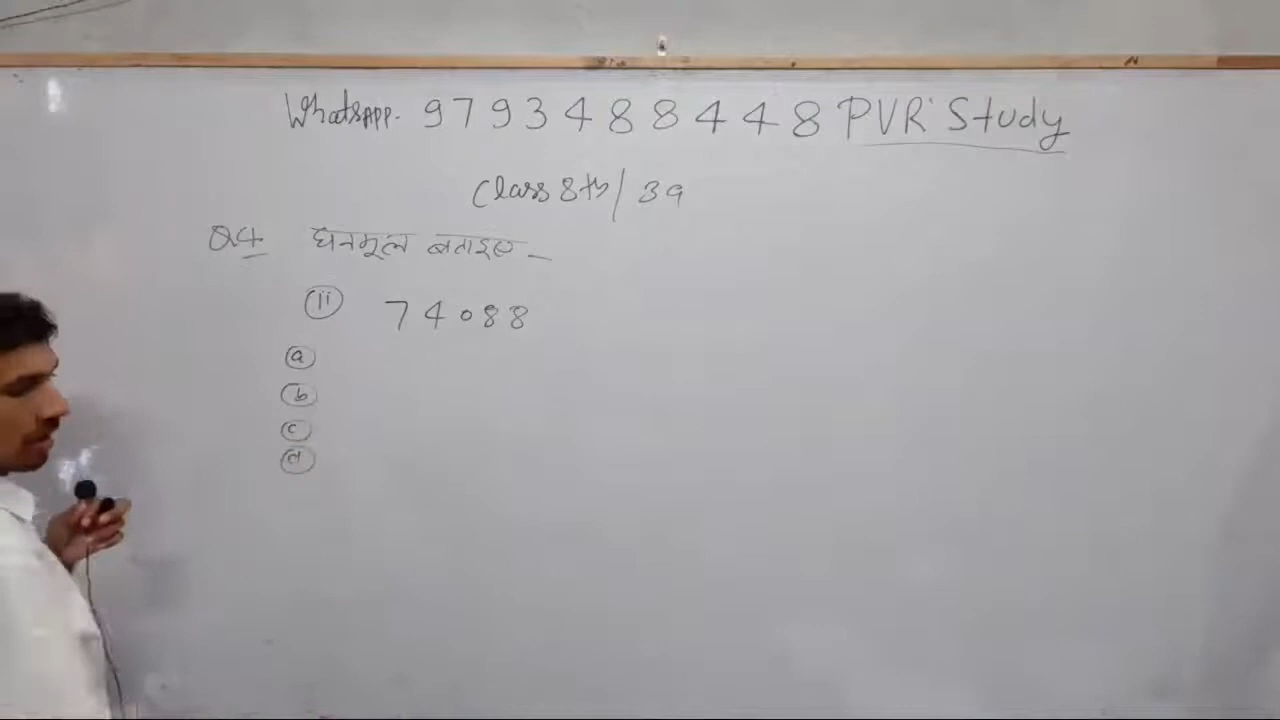 Whatsapp. 9793488448 PVR Study
Class 8th/39
Q4 घनमूल बताइए -
(ii) 74088
(a)
(b)
(c)
(d)